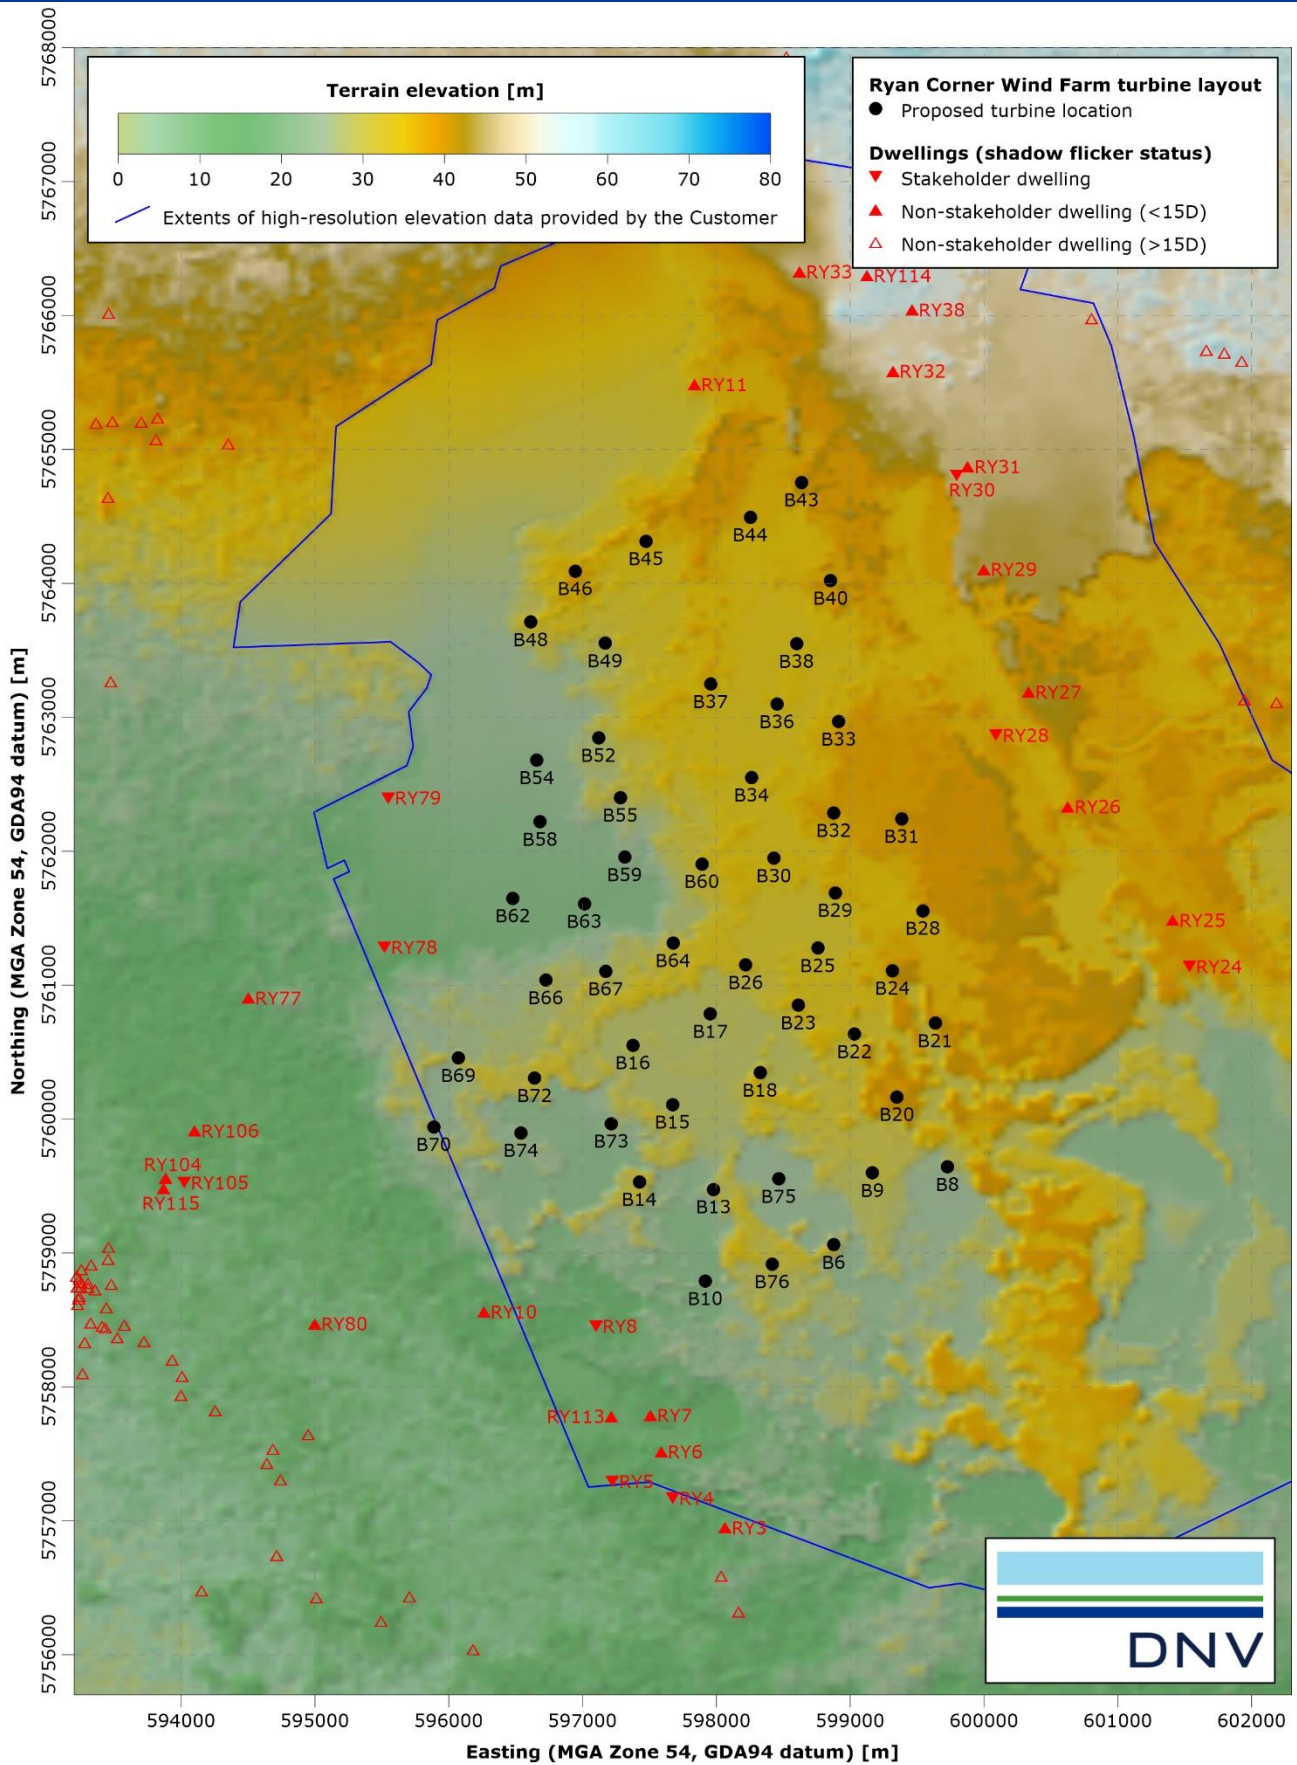 Terrain elevation [m]
0 10 20 30 40 50 60 70 80
Extents of high-resolution elevation data provided by the Customer
Ryan Corner Wind Farm turbine layout
Proposed turbine location
Dwellings (shadow flicker status)
Stakeholder dwelling
Non-stakeholder dwelling (<15D)
Non-stakeholder dwelling (>15D)
5768000
5767000
5766000
5765000
5764000
5763000
5762000
5761000
5760000
5759000
5758000
5757000
5756000
Northing (MGA Zone 54, GDA94 datum) [m]
RY33
RY114
RY38
RY32
RY11
RY31
RY30
B43
B44
B45
RY29
B46
B40
B48
B49
B38
RY27
B37
B36
B33
RY28
B52
B54
B34
RY79
RY26
B55
B32
B31
B58
B59
B60
B30
B62
B63
B29
B28
RY25
RY78
B64
B25
B26
RY24
B66
B67
B24
RY77
B17
B23
B21
B22
B16
B69
B72
B18
B20
B15
RY106
B70
B74
B73
RY104
RY105
RY115
B14
B13
B75
B9
B8
B6
B76
B10
RY10
RY80
RY8
RY113
RY7
RY6
RY5
RY4
RY3
DNV
594000 595000 596000 597000 598000 599000 600000 601000 602000
Easting (MGA Zone 54, GDA94 datum) [m]